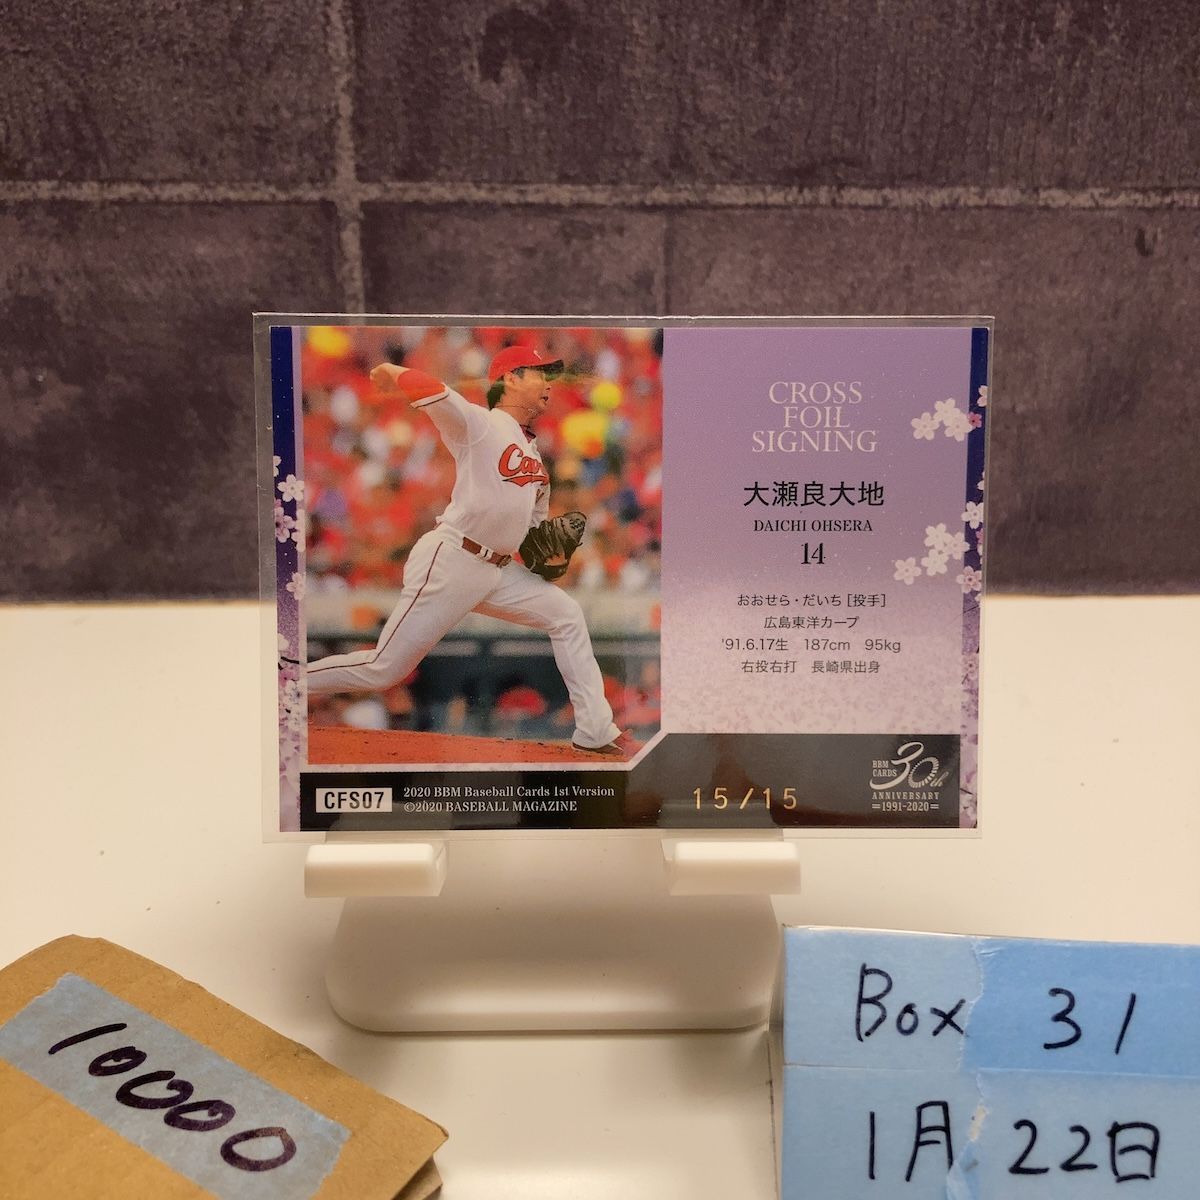 CROSS
FOIL
SIGNING
大瀬良大地
DAICHI OHSERA
14
おおせら・だいち [投手]
広島東洋カープ
'91.6.17生 187cm 95kg
右投右打 長崎県出身
CFS07
2020 BBM Baseball Cards 1st Version
©2020 BASEBALL MAGAZINE
15/15
BBM
CARDS
30th
ANNIVERSARY
1991-2020
10000
Box 31
1月22日